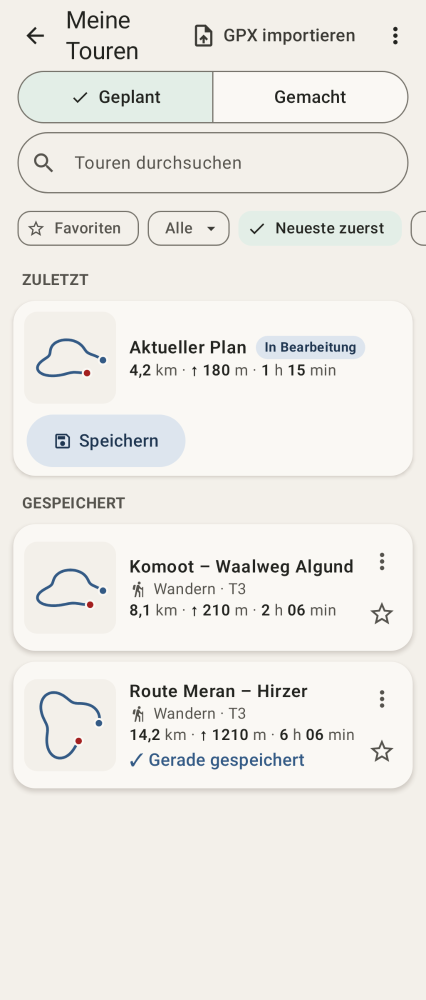 Meine
Touren
GPX importieren
Geplant
Gemacht
Touren durchsuchen
Favoriten
Alle
Neueste zuerst
ZULETZT
Aktueller Plan
In Bearbeitung
4,2 km · ↑ 180 m · 1 h 15 min
Speichern
GESPEICHERT
Komoot – Waalweg Algund
Wandern · T3
8,1 km · ↑ 210 m · 2 h 06 min
Route Meran – Hirzer
Wandern · T3
14,2 km · ↑ 1210 m · 6 h 06 min
✓ Gerade gespeichert